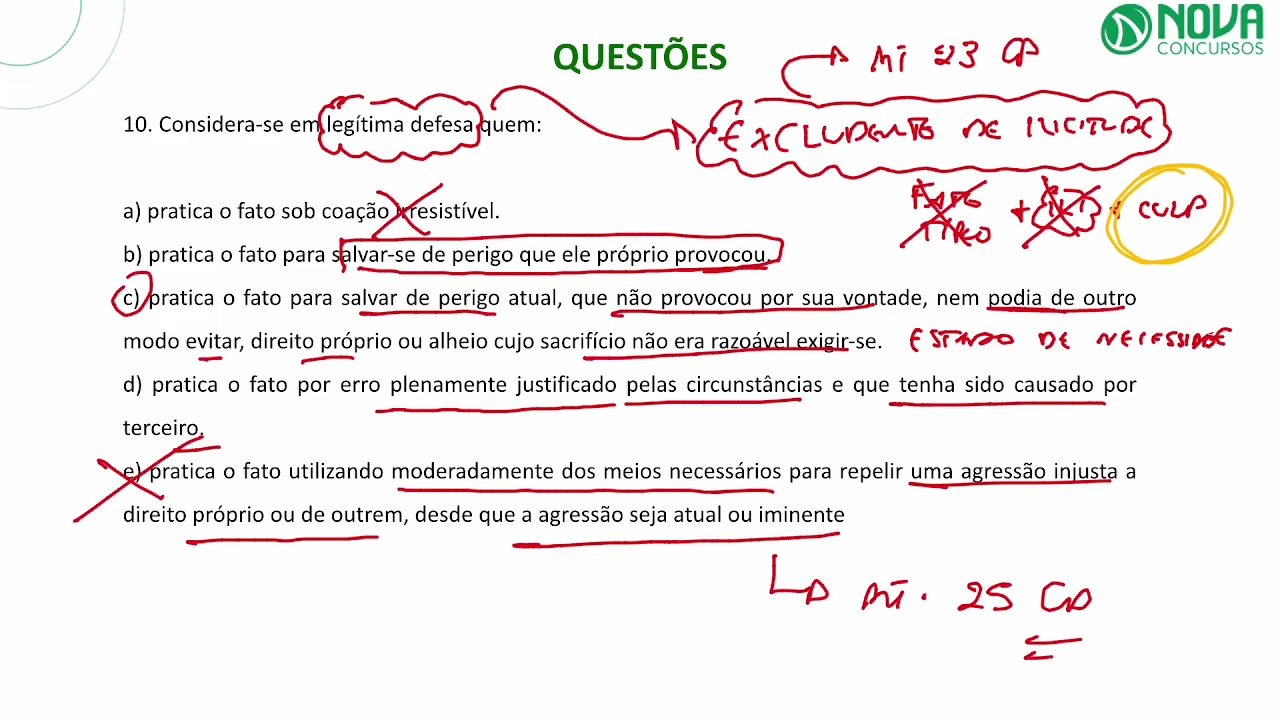 NOVA
CONCURSOS
QUESTÕES
ART 23 CP
10. Considera-se em legítima defesa quem:
EXCLUDENTE DE ILICITUDE
a) pratica o fato sob coação irresistível.
FATO TÍPICO + ILT + CULP
b) pratica o fato para salvar-se de perigo que ele próprio provocou.
c) pratica o fato para salvar de perigo atual, que não provocou por sua vontade, nem podia de outro
modo evitar, direito próprio ou alheio cujo sacrifício não era razoável exigir-se. ESTADO DE NECESSIDADE
d) pratica o fato por erro plenamente justificado pelas circunstâncias e que tenha sido causado por
terceiro.
e) pratica o fato utilizando moderadamente dos meios necessários para repelir uma agressão injusta a
direito próprio ou de outrem, desde que a agressão seja atual ou iminente
ART. 25 CP